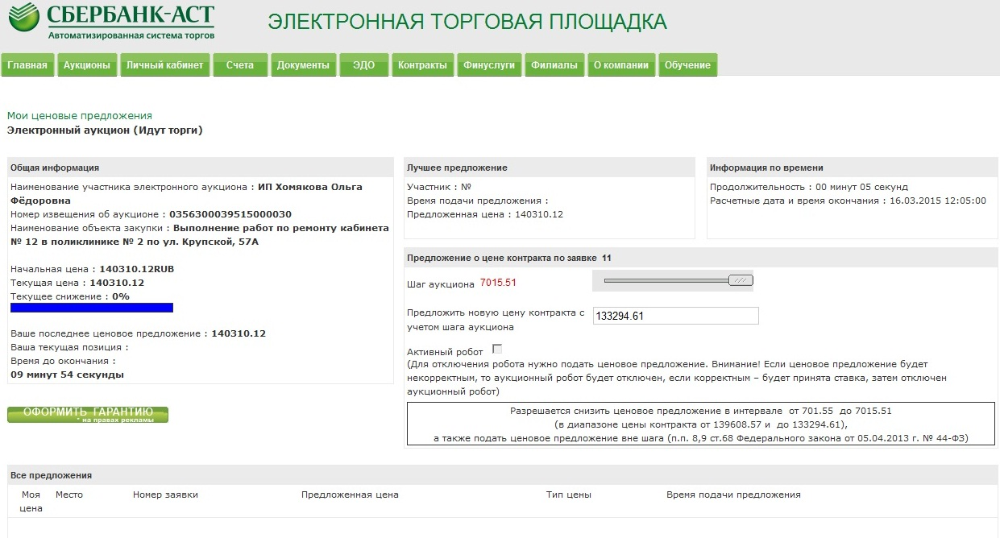 СБЕРБАНК-АСТ
Автоматизированная система торгов
ЭЛЕКТРОННАЯ ТОРГОВАЯ ПЛОЩАДКА
Главная Аукционы Личный кабинет Счета Документы ЭДО Контракты Финуслуги Филиалы О компании Обучение
Мои ценовые предложения
Электронный аукцион (Идут торги)
Общая информация
Наименование участника электронного аукциона : ИП Хомякова Ольга
Фёдоровна
Номер извещения об аукционе : 0356300039515000030
Наименование объекта закупки : Выполнение работ по ремонту кабинета
№ 12 в поликлинике № 2 по ул. Крупской, 57А
Начальная цена : 140310.12RUB
Текущая цена : 140310.12
Текущее снижение : 0%
Ваше последнее ценовое предложение : 140310.12
Ваша текущая позиция :
Время до окончания :
09 минут 54 секунды
ОФОРМИТЬ ГАРАНТИЮ
* на правах рекламы
Лучшее предложение
Участник : №
Время подачи предложения :
Предложенная цена : 140310.12
Информация по времени
Продолжительность : 00 минут 05 секунд
Расчетные дата и время окончания : 16.03.2015 12:05:00
Предложение о цене контракта по заявке 11
Шаг аукциона 7015.51
Предложить новую цену контракта с
учетом шага аукциона
133294.61
Активный робот
(Для отключения робота нужно подать ценовое предложение. Внимание! Если ценовое предложение будет
некорректным, то аукционный робот будет отключен, если корректным – будет принята ставка, затем отключен
аукционный робот)
Разрешается снизить ценовое предложение в интервале от 701.55 до 7015.51
(в диапазоне цены контракта от 139608.57 и до 133294.61),
а также подать ценовое предложение вне шага (п.п. 8,9 ст.68 Федерального закона от 05.04.2013 г. № 44-ФЗ)
Все предложения
Моя цена Место Номер заявки Предложенная цена Тип цены Время подачи предложения